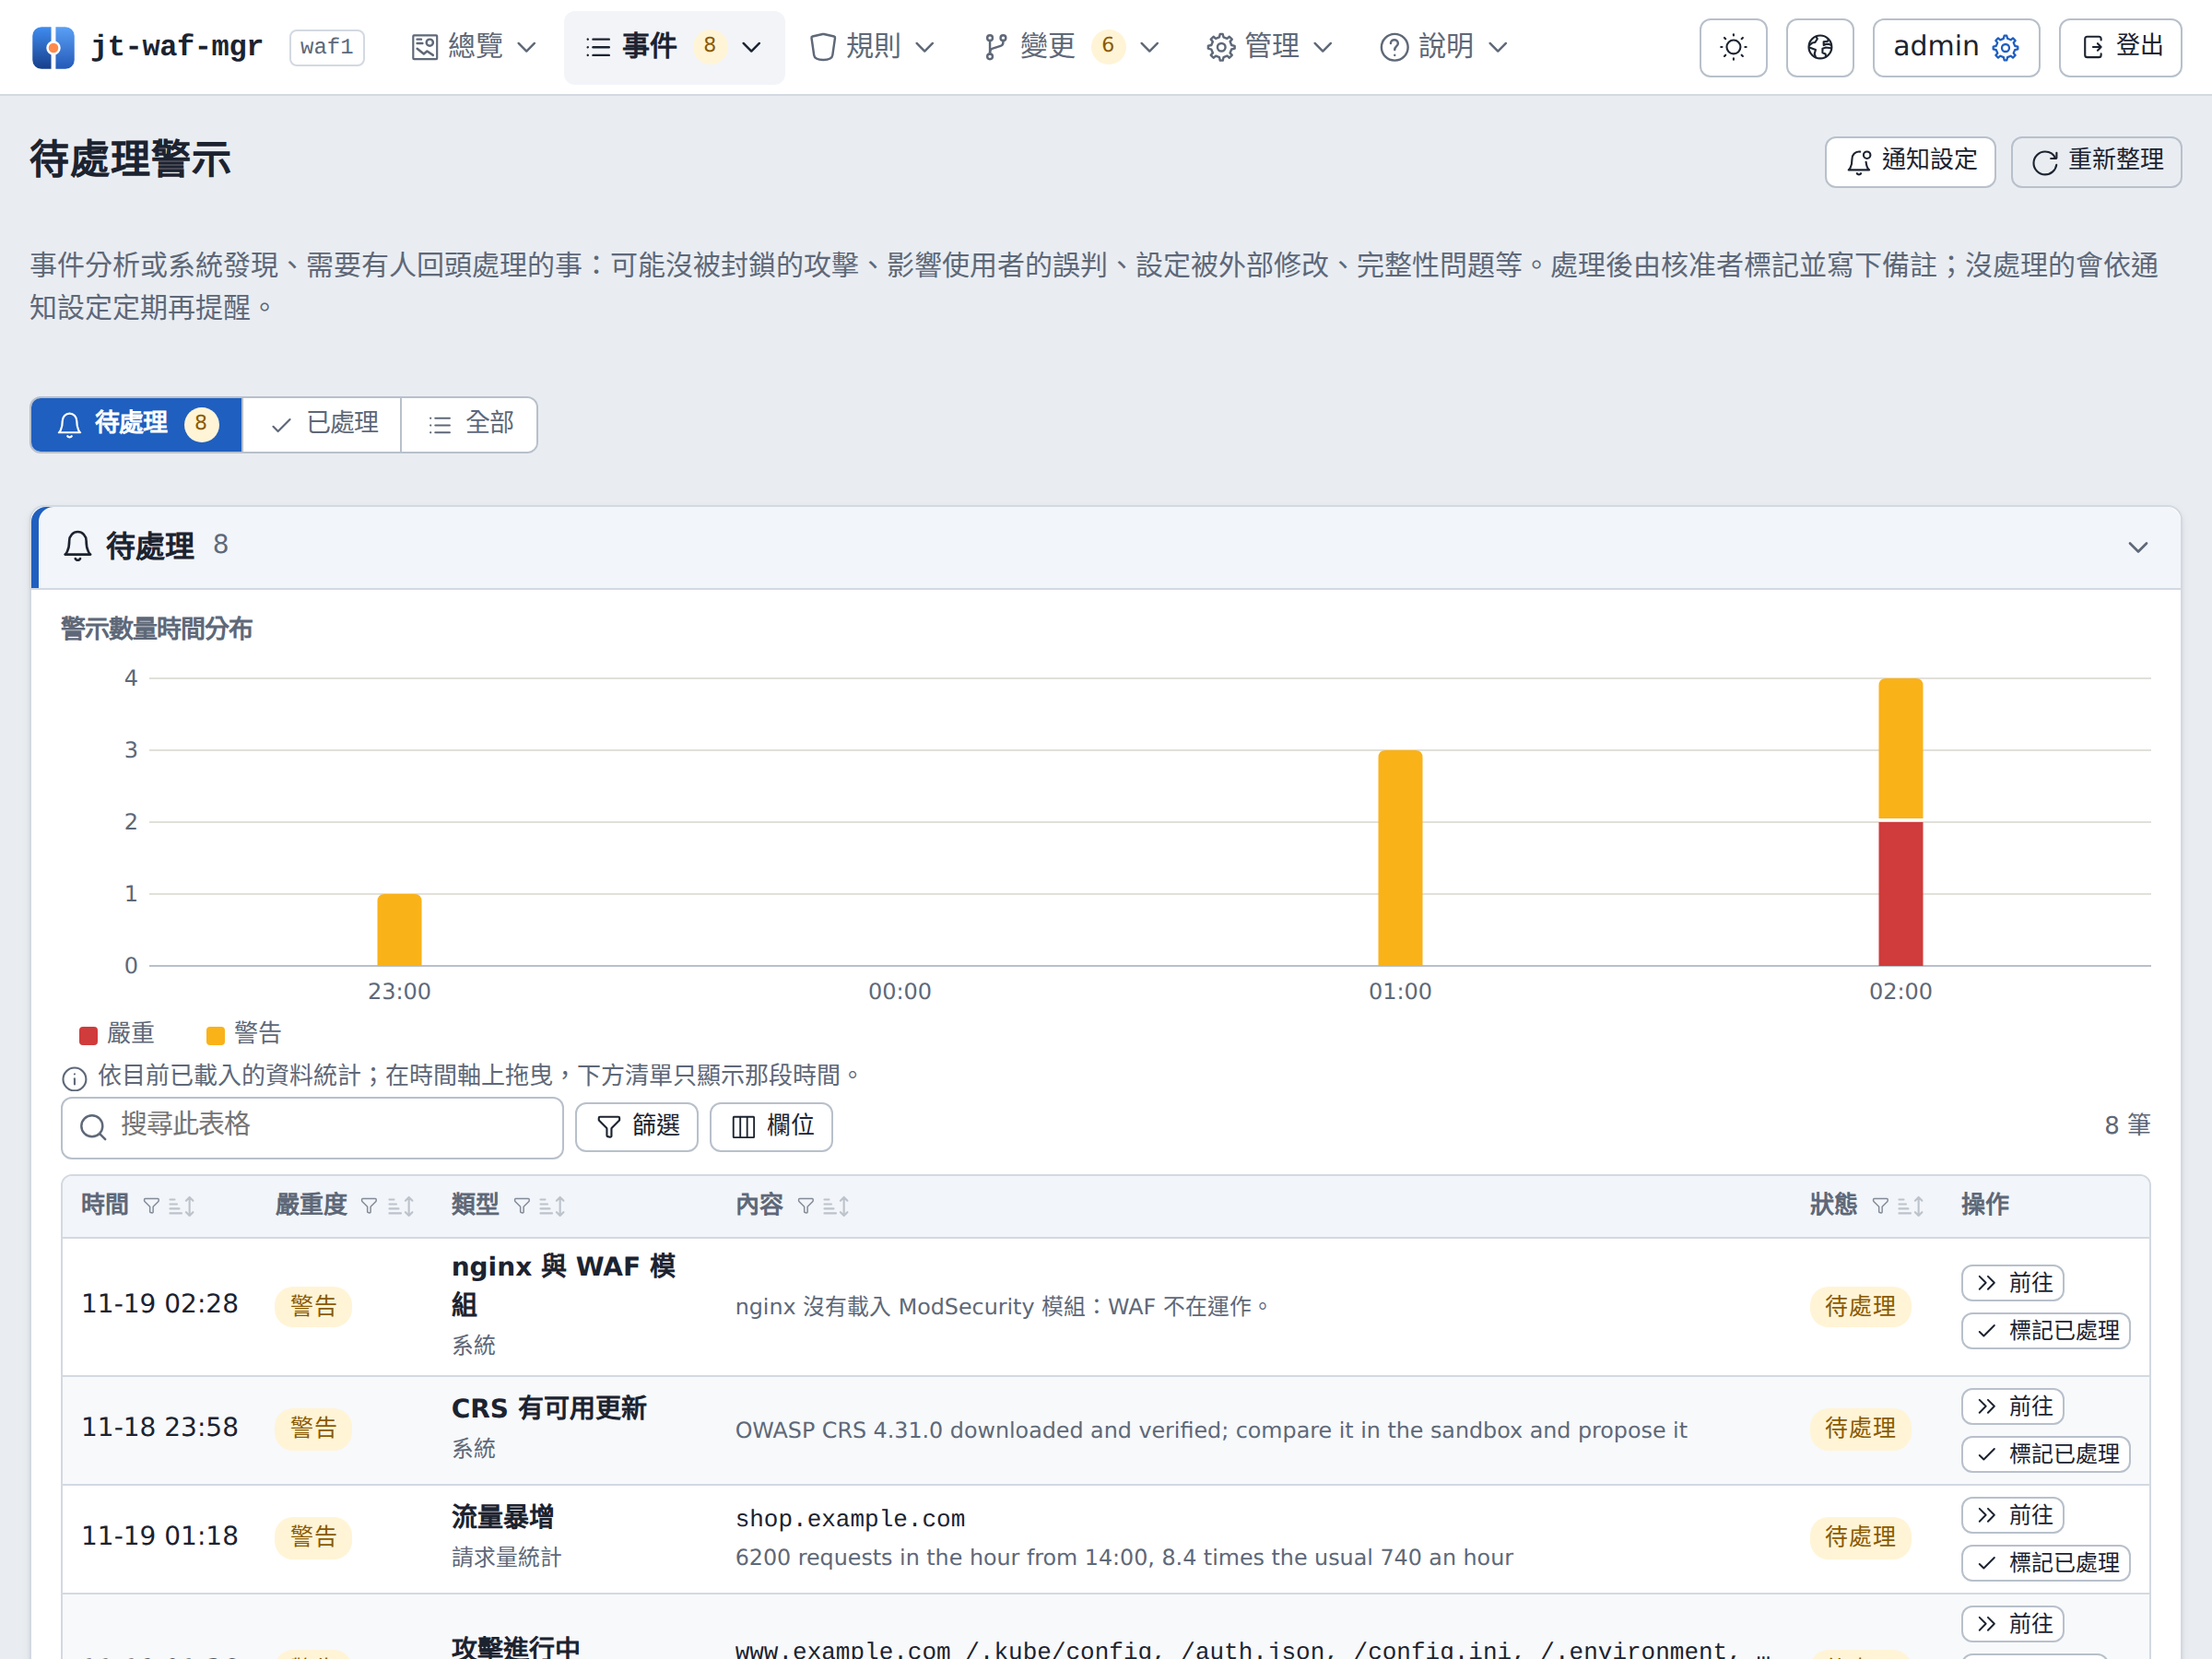 jt-waf-mgr waf1 總覽 事件 8 規則 變更 6 管理 說明 admin 登出
待處理警示 通知設定 重新整理
事件分析或系統發現、需要有人回頭處理的事：可能沒被封鎖的攻擊、影響使用者的誤判、設定被外部修改、完整性問題等。處理後由核准者標記並寫下備註；沒處理的會依通
知設定定期再提醒。
待處理 8 已處理 全部
待處理 8
警示數量時間分布
4
3
2
1
0
23:00 00:00 01:00 02:00
嚴重 警告
依目前已載入的資料統計；在時間軸上拖曳，下方清單只顯示那段時間。
搜尋此表格 篩選 欄位 8 筆
時間 嚴重度 類型 內容 狀態 操作
11-19 02:28 警告 nginx 與 WAF 模組 系統 nginx 沒有載入 ModSecurity 模組：WAF 不在運作。 待處理 前往 標記已處理
11-18 23:58 警告 CRS 有可用更新 系統 OWASP CRS 4.31.0 downloaded and verified; compare it in the sandbox and propose it 待處理 前往 標記已處理
11-19 01:18 警告 流量暴增 請求量統計 shop.example.com 6200 requests in the hour from 14:00, 8.4 times the usual 740 an hour 待處理 前往 標記已處理
攻擊進行中 www.example.com /.kube/config, /auth.json, /config.ini, /.environment, … 前往